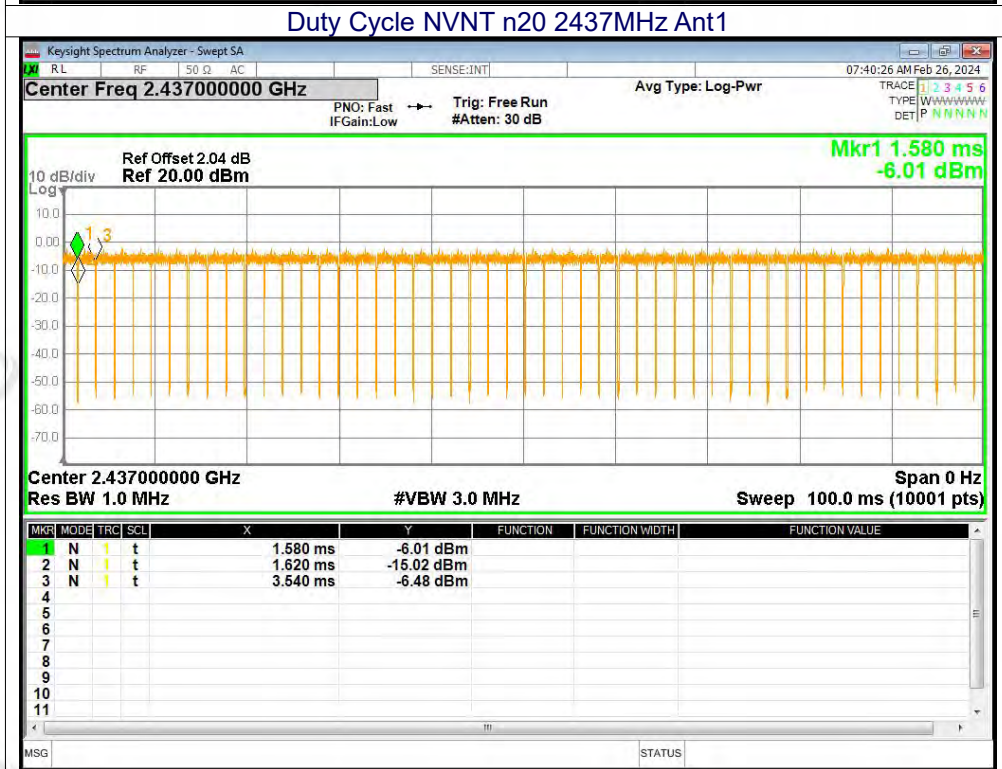 Duty Cycle NVNT n20 2437MHz Ant1
Keysight Spectrum Analyzer - Swept SA
LXI RL RF 50 Ω AC SENSE:INT 07:40:26 AM Feb 26, 2024
Center Freq 2.437000000 GHz Avg Type: Log-Pwr TRACE 1 2 3 4 5 6
PNO: Fast Trig: Free Run TYPE WWWWWWW
IFGain:Low #Atten: 30 dB DET P N N N N N
Mkr1 1.580 ms
Ref Offset 2.04 dB
10 dB/div Ref 20.00 dBm -6.01 dBm
Log
10.0
0.00
1 3
-10.0
-20.0
-30.0
-40.0
-50.0
-60.0
-70.0
Center 2.437000000 GHz Span 0 Hz
Res BW 1.0 MHz #VBW 3.0 MHz Sweep 100.0 ms (10001 pts)
MKR MODE TRC SCL X Y FUNCTION FUNCTION WIDTH FUNCTION VALUE
1 N 1 t 1.580 ms -6.01 dBm
2 N 1 t 1.620 ms -15.02 dBm
3 N 1 t 3.540 ms -6.48 dBm
4
5
6
7
8
9
10
11
MSG STATUS